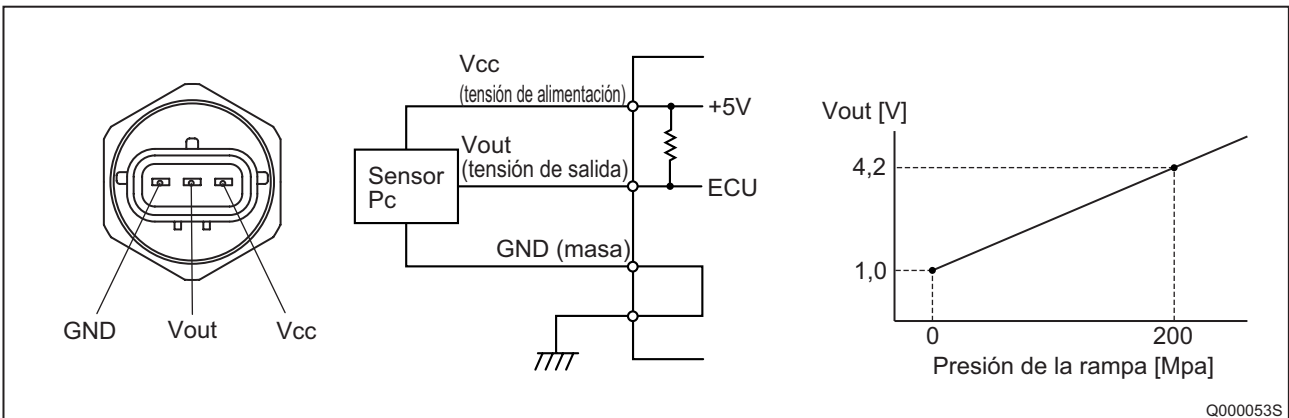 GND
Vout
Vcc
Vcc
(tensión de alimentación)
+5V
Vout
(tensión de salida)
Sensor
Pc
ECU
GND (masa)
Vout [V]
4,2
1,0
0
200
Presión de la rampa [Mpa]
Q000053S